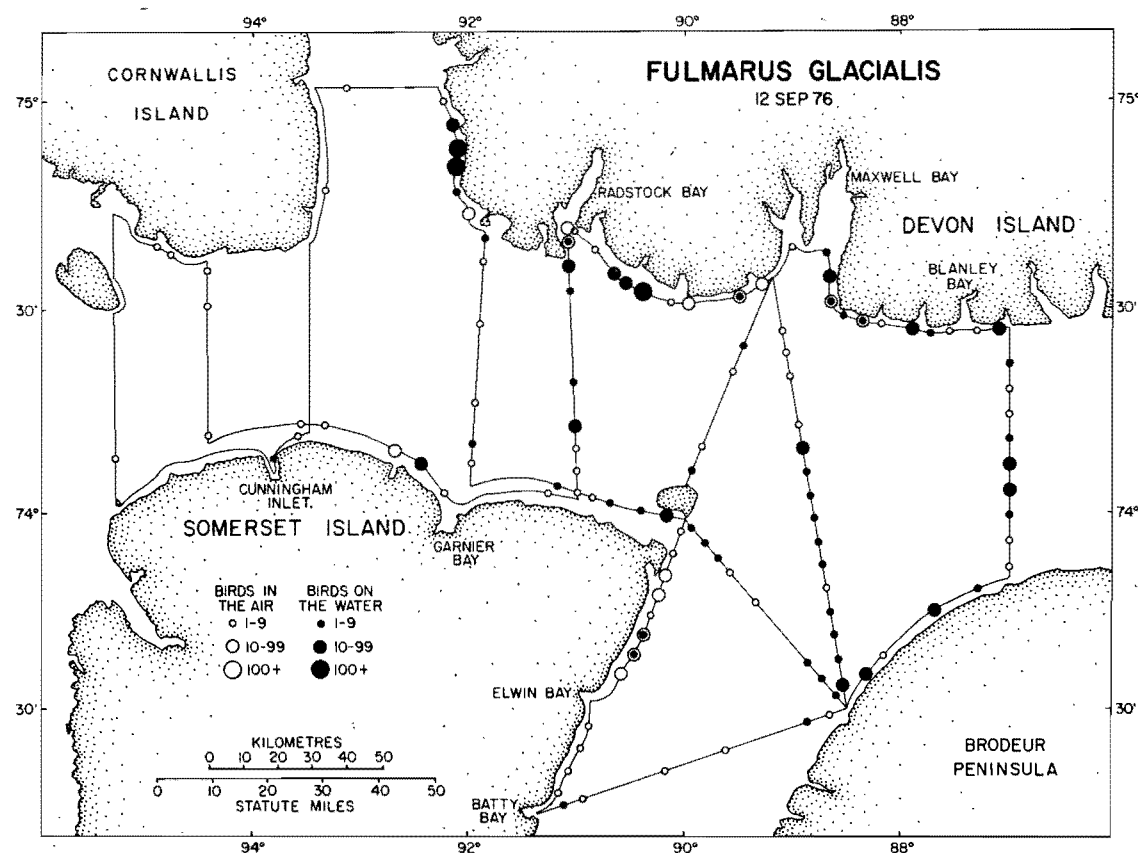 94°
92°
90°
88°
CORNWALLIS
ISLAND
FULMARUS GLACIALIS
12 SEP 76
75°
75°
RADSTOCK BAY
MAXWELL BAY
DEVON ISLAND
BLANLEY
BAY
30'
30'
CUNNINGHAM
INLET.
74°
74°
SOMERSET ISLAND
GARNIER
BAY
BIRDS IN
THE AIR
BIRDS ON
THE WATER
1-9
1-9
10-99
10-99
100+
100+
ELWIN BAY
30'
30'
KILOMETRES
0 10 20 30 40 50
0 10 20 30 40 50
STATUTE MILES
BRODEUR
PENINSULA
BATTY
BAY
94°
92°
90°
88°